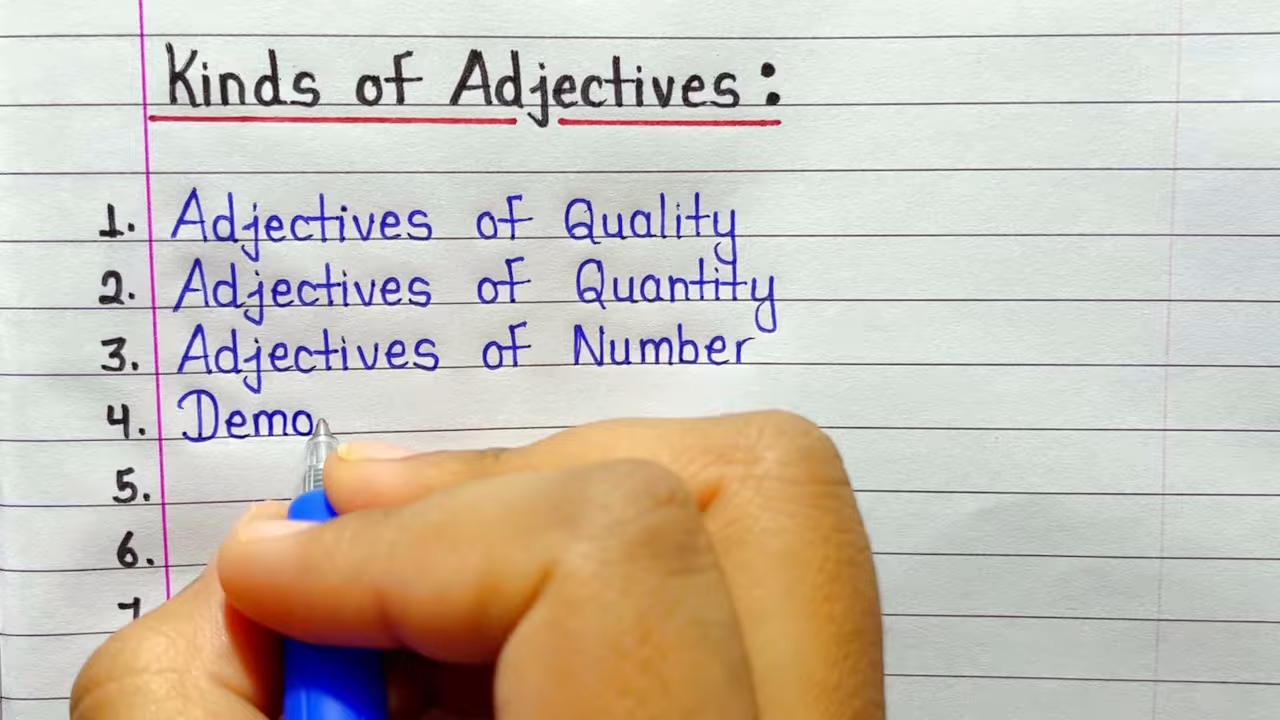 Kinds of Adjectives:
1. Adjectives of Quality
2. Adjectives of Quantity
3. Adjectives of Number
4. Demo
5.
6.
7